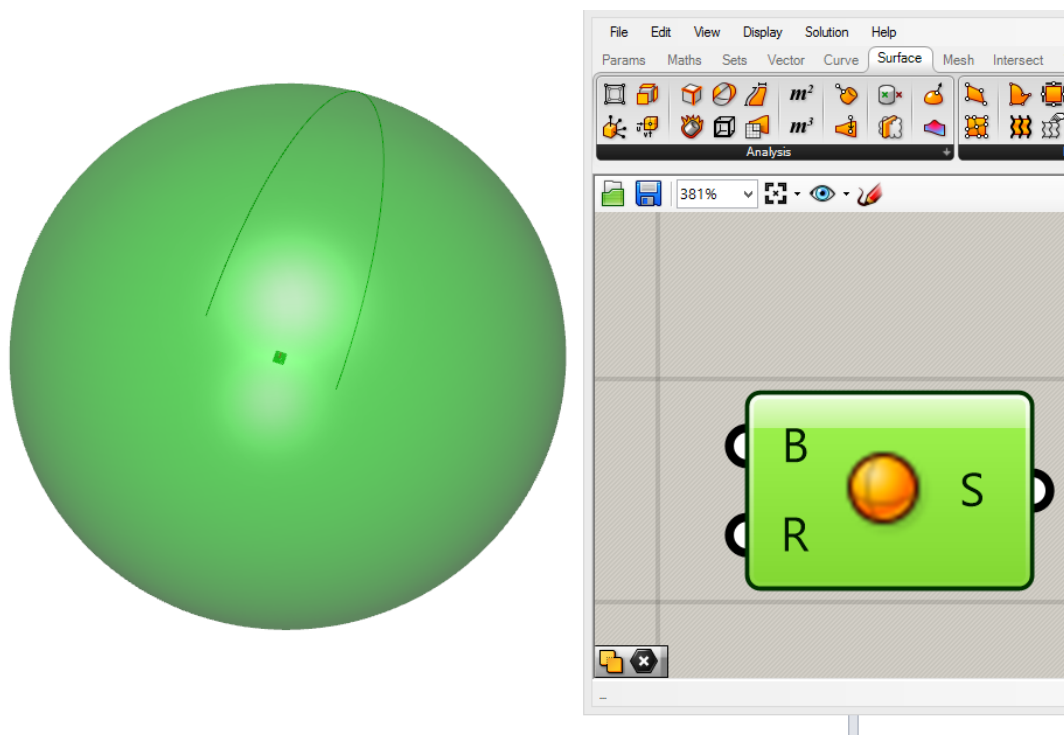 File Edit View Display Solution Help
Params Maths Sets Vector Curve Surface Mesh Intersect
m²
m³
Analysis
381%
B
S
R